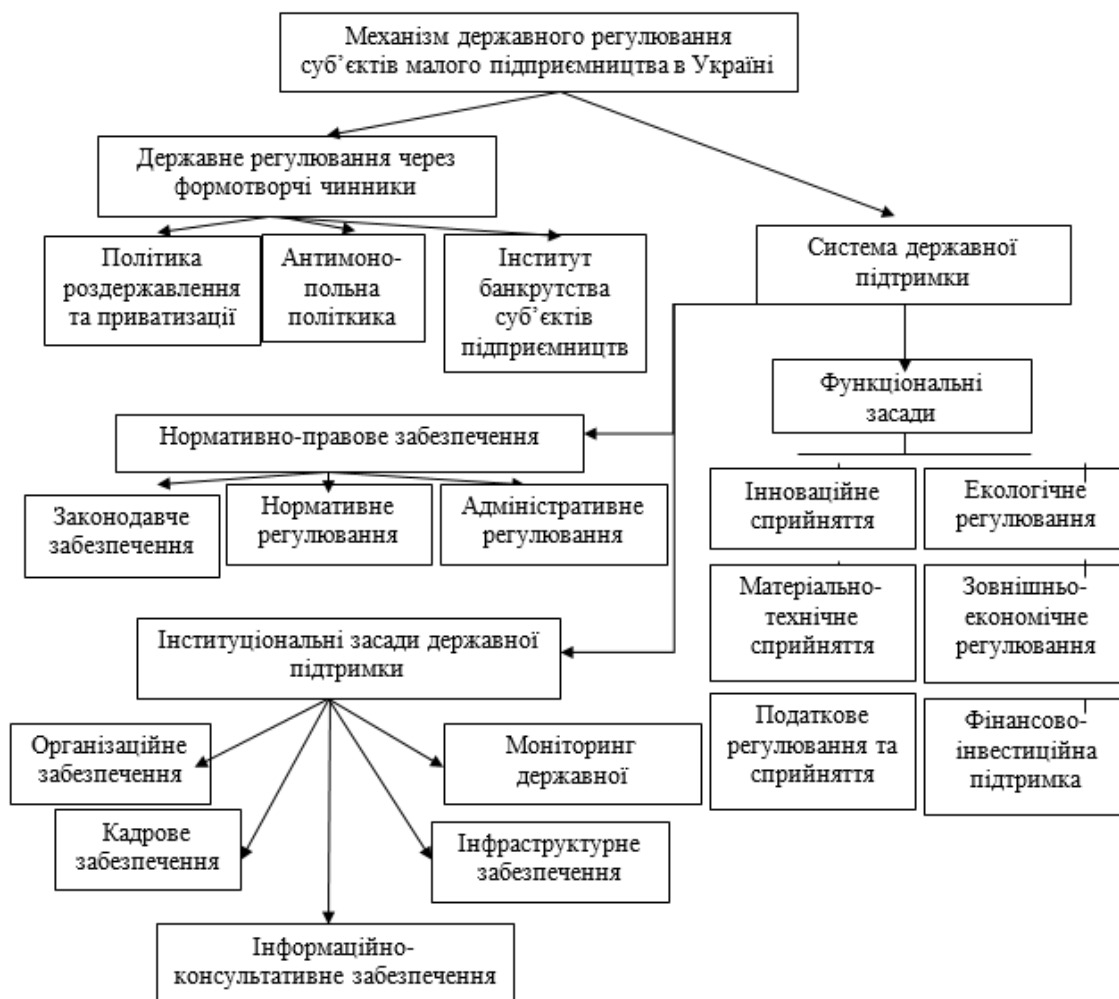 Механізм державного регулювання
суб’єктів малого підприємництва в Україні
Державне регулювання через
формотворчі чинники
Політика
роздержавлення
та приватизації
Антимоно-
польна
політкика
Інститут
банкрутства
суб’єктів
підприємництв
Система державної
підтримки
Функціональні
засади
Нормативно-правове забезпечення
Законодавче
забезпечення
Нормативне
регулювання
Адміністративне
регулювання
Інноваційне
сприйняття
Екологічне
регулювання
Матеріально-
технічне
сприйняття
Зовнішньо-
економічне
регулювання
Податкове
регулювання та
сприйняття
Фінансово-
інвестиційна
підтримка
Інституціональні засади державної
підтримки
Організаційне
забезпечення
Моніторинг
державної
Кадрове
забезпечення
Інфраструктурне
забезпечення
Інформаційно-
консультативне забезпечення